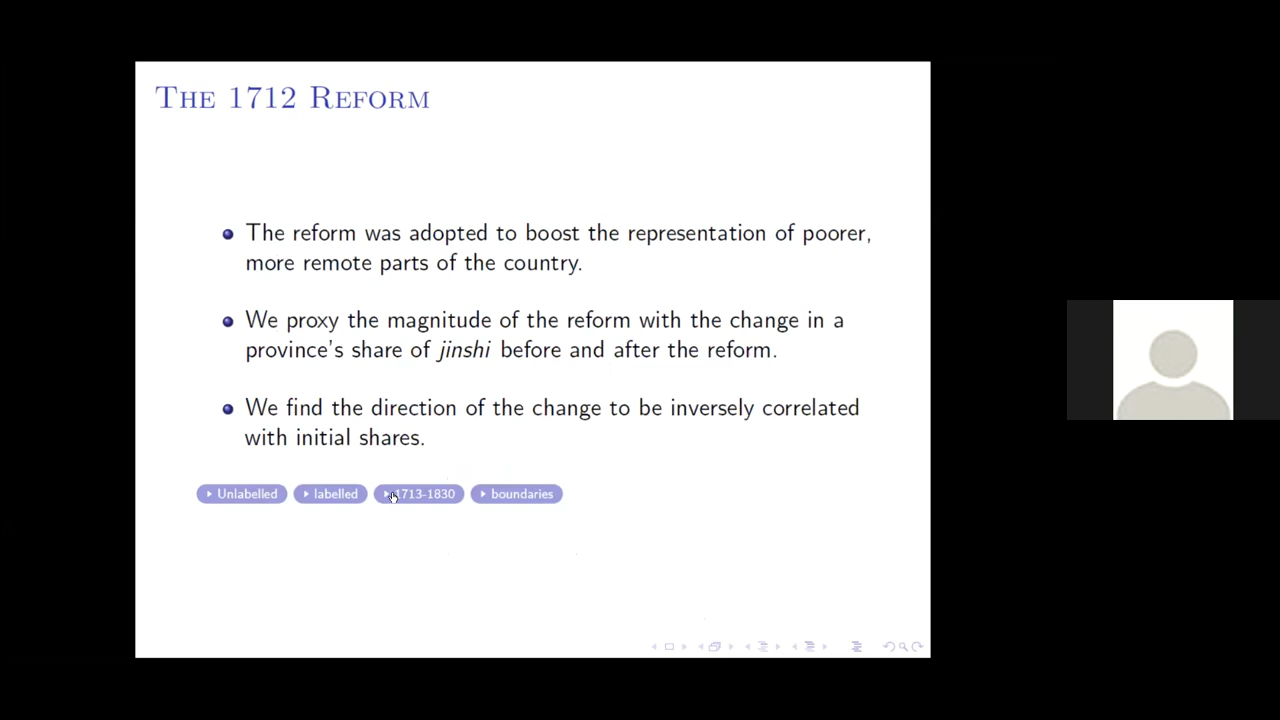 The 1712 Reform
The reform was adopted to boost the representation of poorer,
more remote parts of the country.
We proxy the magnitude of the reform with the change in a
province's share of jinshi before and after the reform.
We find the direction of the change to be inversely correlated
with initial shares.
Unlabelled labelled 1713-1830 boundaries